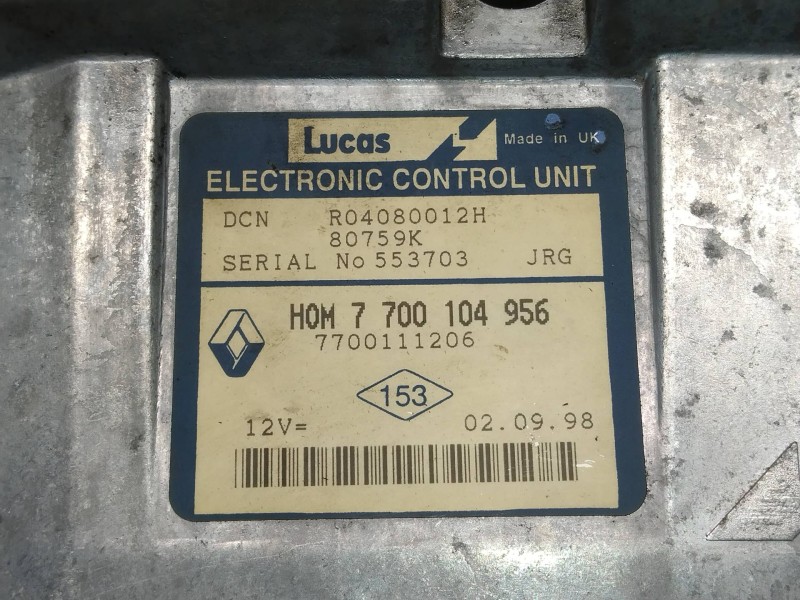 Lucas
Made in UK
ELECTRONIC CONTROL UNIT
DCN R04080012H
80759K
SERIAL No 553703 JRG
HOM 7 700 104 956
7700111206
153
12V= 02.09.98